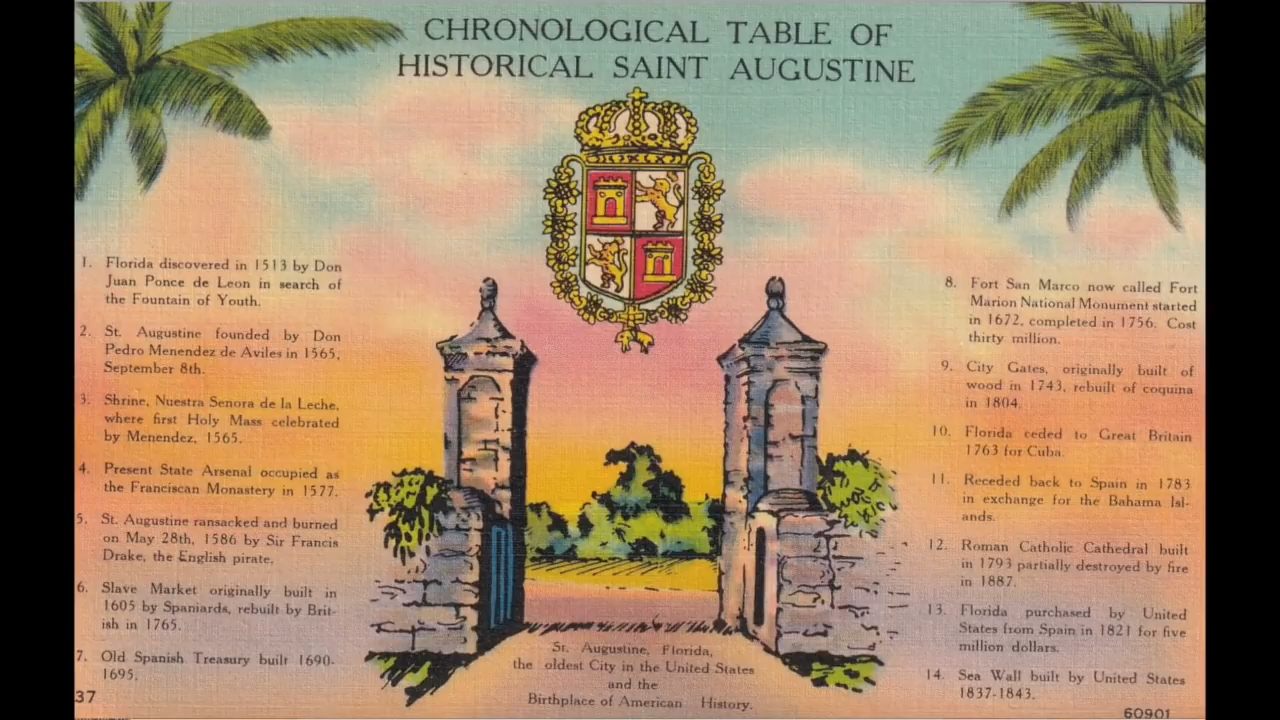 CHRONOLOGICAL TABLE OF
HISTORICAL SAINT AUGUSTINE
1. Florida discovered in 1513 by Don
Juan Ponce de Leon in search of
the Fountain of Youth.
2. St. Augustine founded by Don
Pedro Menendez de Aviles in 1565,
September 8th.
3. Shrine, Nuestra Senora de la Leche,
where first Holy Mass celebrated
by Menendez, 1565.
4. Present State Arsenal occupied as
the Franciscan Monastery in 1577.
5. St. Augustine ransacked and burned
on May 28th, 1586 by Sir Francis
Drake, the English pirate.
6. Slave Market originally built in
1605 by Spaniards, rebuilt by Brit-
ish in 1765.
7. Old Spanish Treasury built 1690-
1695.
37
8. Fort San Marco now called Fort
Marion National Monument started
in 1672, completed in 1756. Cost
thirty million.
9. City Gates, originally built of
wood in 1743, rebuilt of coquina
in 1804.
10. Florida ceded to Great Britain
1763 for Cuba.
11. Receded back to Spain in 1783
in exchange for the Bahama Isl-
ands.
12. Roman Catholic Cathedral built
in 1793 partially destroyed by fire
in 1887.
13. Florida purchased by United
States from Spain in 1821 for five
million dollars.
14. Sea Wall built by United States
1837-1843.
60901
St. Augustine, Florida,
the oldest City in the United States
and the
Birthplace of American History.